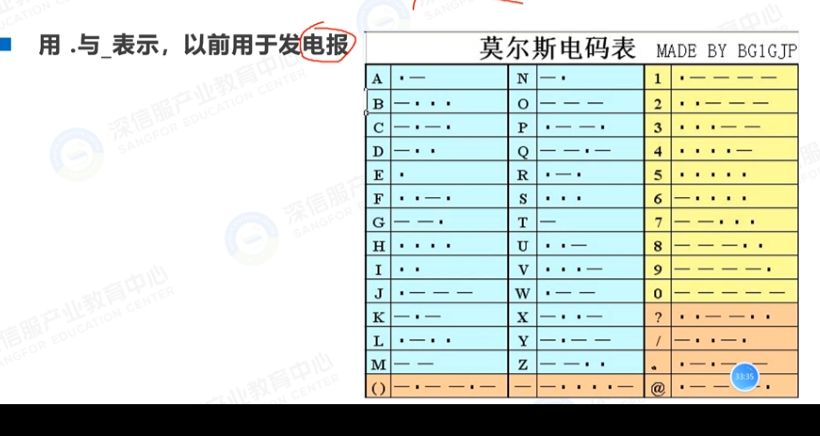 用 .与_表示，以前用于发电报
莫尔斯电码表 MADE BY BG1GJP
A ·— N —· 1 ·————
B —··· O ——— 2 ··———
C —·—· P ·——· 3 ···——
D —·· Q ——·— 4 ····—
E · R ·—· 5 ·····
F ··—· S ··· 6 —····
G ——· T — 7 ——···
H ···· U ··— 8 ———··
I ·· V ···— 9 ————·
J ·——— W ·—— 0 —————
K —·— X —··— ? ··——··
L ·—·· Y —·—— / —··—·
M —— Z ——··
() —·——·— — —····— @
33:35
深信服产业教育中心
SANGFOR EDUCATION CENTER